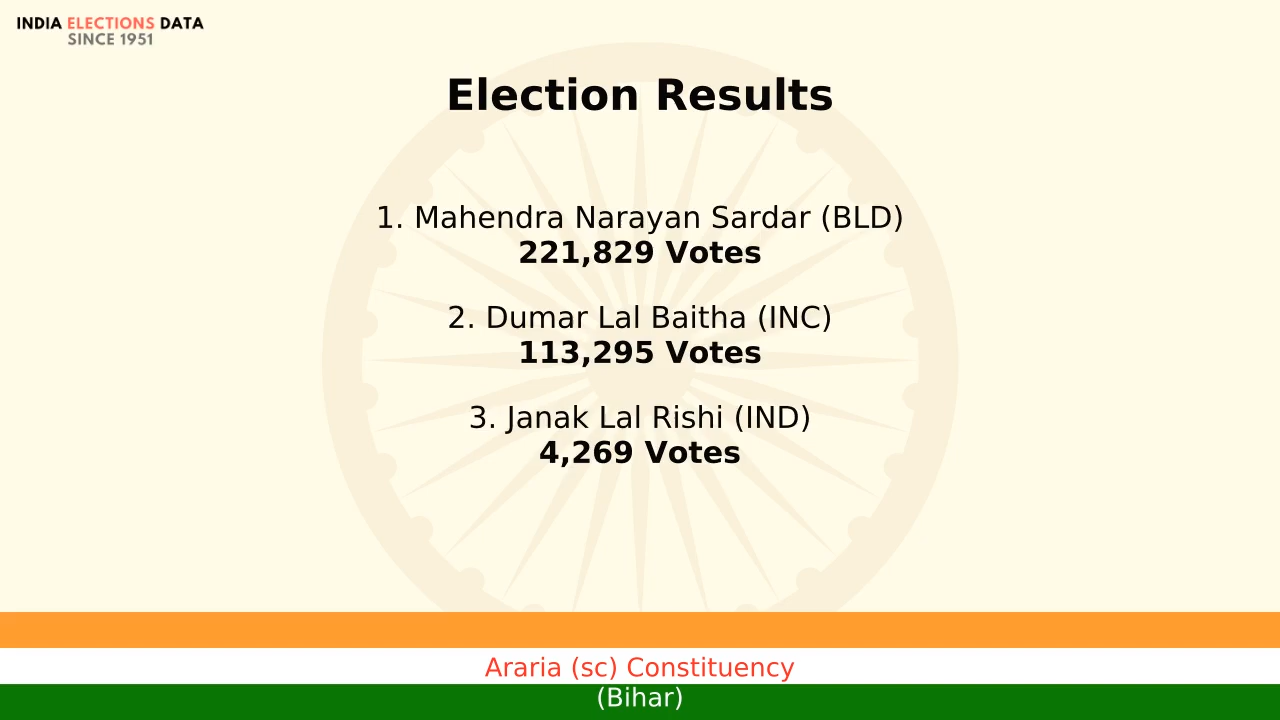 INDIA ELECTIONS DATA
SINCE 1951
Election Results
1. Mahendra Narayan Sardar (BLD)
221,829 Votes
2. Dumar Lal Baitha (INC)
113,295 Votes
3. Janak Lal Rishi (IND)
4,269 Votes
Araria (sc) Constituency
(Bihar)